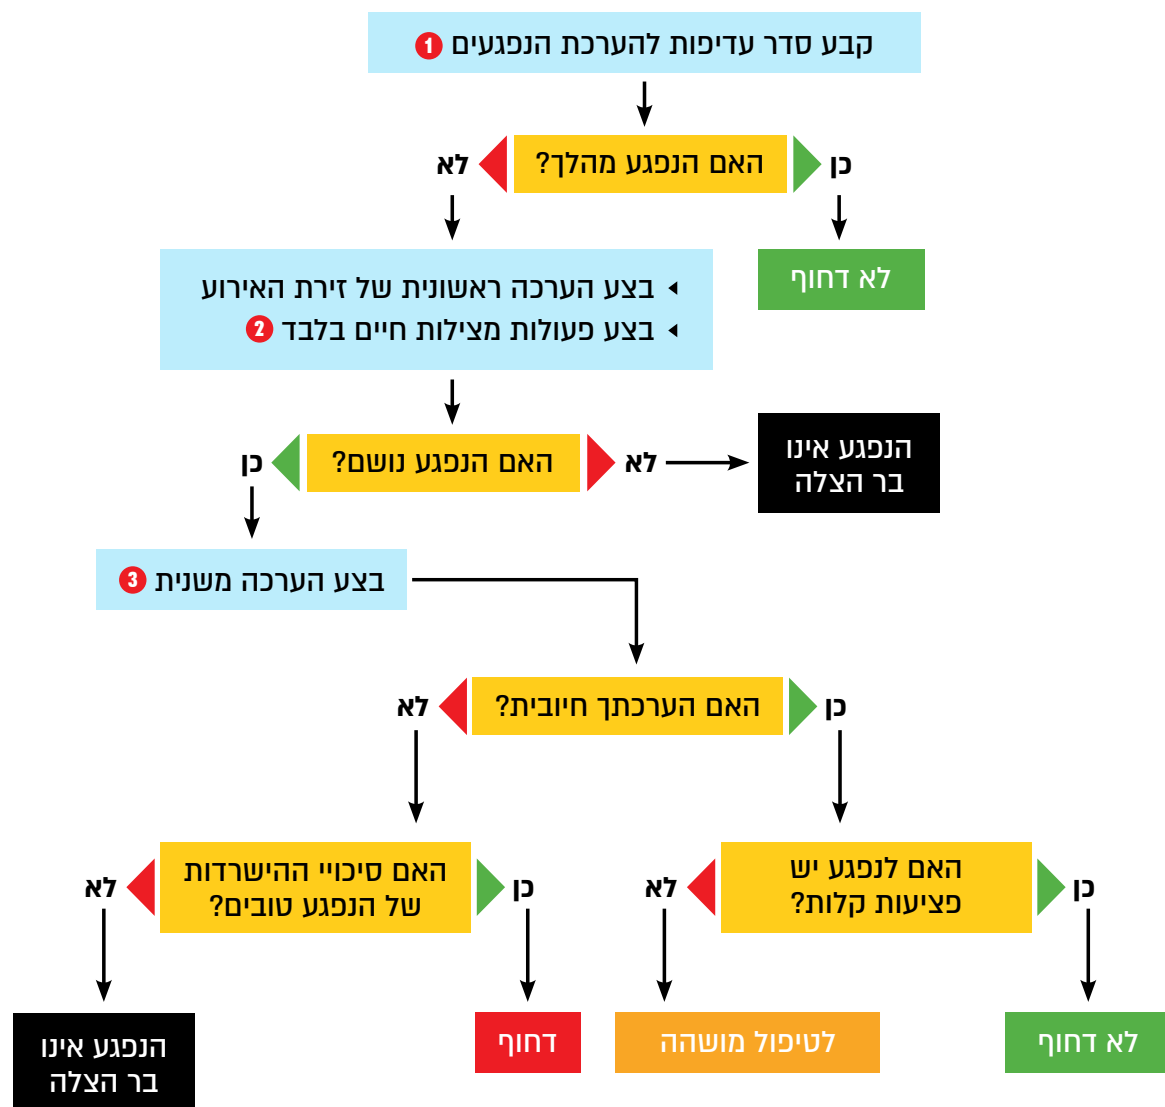 קבע סדר עדיפות להערכת הנפגעים 1
האם הנפגע מהלך?
כן
לא
לא דחוף
בצע הערכה ראשונית של זירת האירוע
בצע פעולות מצילות חיים בלבד 2
האם הנפגע נושם?
לא
כן
הנפגע אינו
בר הצלה
בצע הערכה משנית 3
האם הערכתך חיובית?
כן
לא
האם לנפגע יש
פציעות קלות?
כן
לא
האם סיכויי ההישרדות
של הנפגע טובים?
כן
לא
לא דחוף
לטיפול מושהה
דחוף
הנפגע אינו
בר הצלה